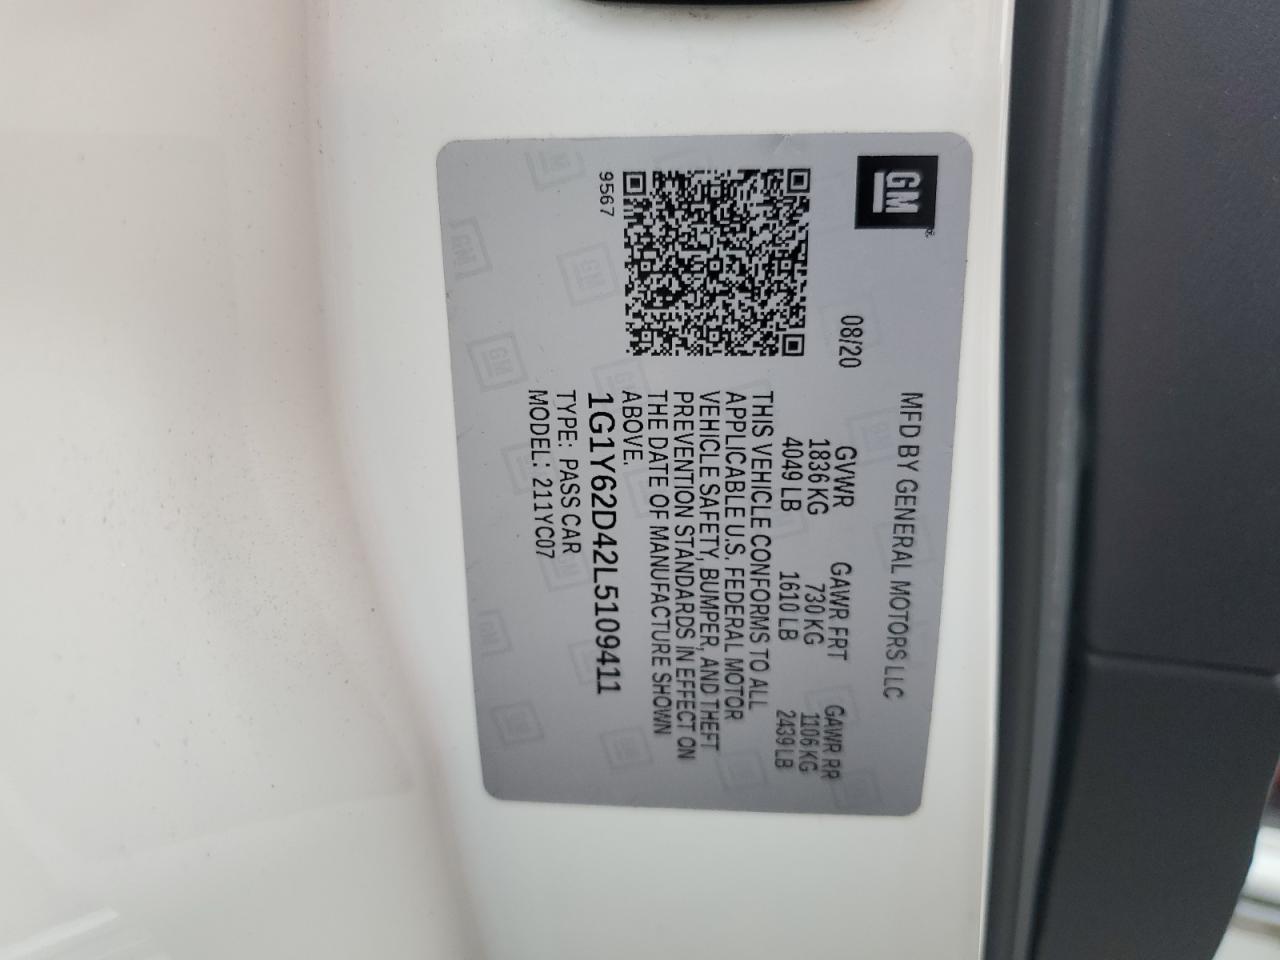 GM
MFD BY GENERAL MOTORS LLC
08/20
GVWR GAWR FRT GAWR RR
1836 KG 730 KG 1106 KG
4049 LB 1610 LB 2439 LB
THIS VEHICLE CONFORMS TO ALL
APPLICABLE U.S. FEDERAL MOTOR
VEHICLE SAFETY, BUMPER, AND THEFT
PREVENTION STANDARDS IN EFFECT ON
THE DATE OF MANUFACTURE SHOWN
ABOVE.
1G1Y62D42L5109411
TYPE: PASS CAR
MODEL: 211YC07
9567